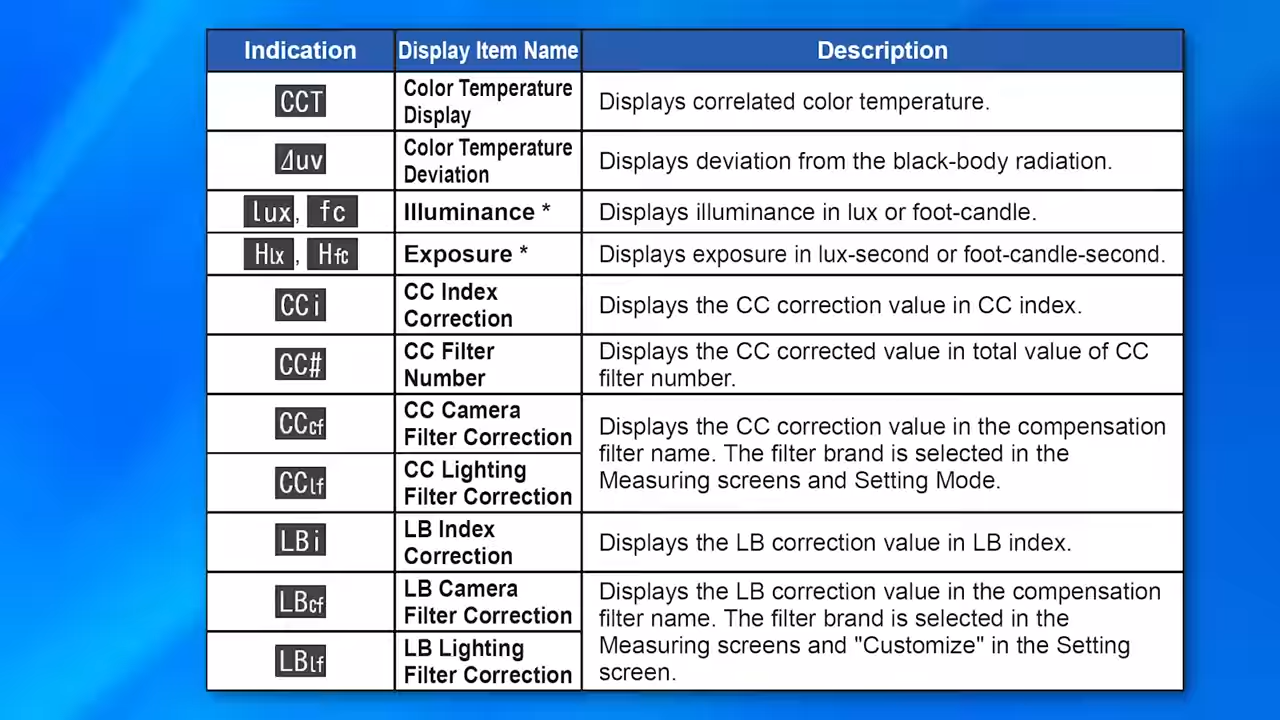 Indication Display Item Name Description
CCT Color Temperature Display Displays correlated color temperature.
Δuv Color Temperature Deviation Displays deviation from the black-body radiation.
lux, fc Illuminance * Displays illuminance in lux or foot-candle.
Hlx, Hfc Exposure * Displays exposure in lux-second or foot-candle-second.
CCi CC Index Correction Displays the CC correction value in CC index.
CC# CC Filter Number Displays the CC corrected value in total value of CC
filter number.
CCcf CC Camera
Filter Correction
CClf CC Lighting
Filter Correction
Displays the CC correction value in the compensation
filter name. The filter brand is selected in the
Measuring screens and Setting Mode.
LBi LB Index Correction Displays the LB correction value in LB index.
LBcf LB Camera
Filter Correction
LBlf LB Lighting
Filter Correction
Displays the LB correction value in the compensation
filter name. The filter brand is selected in the
Measuring screens and "Customize" in the Setting
screen.